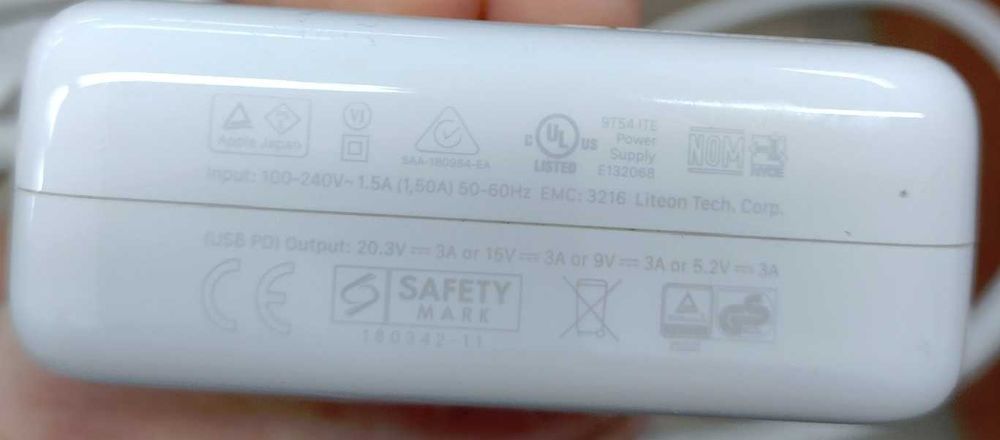 Apple Japan
VI
SAA-180984-EA
c UL US LISTED
9T54 ITE
Power
Supply
E132068
NOM NYCE
Input: 100-240V~1.5A (1,50A) 50-60Hz EMC: 3216 Liteon Tech. Corp.
(USB PD) Output: 20.3V⎓3A or 15V⎓3A or 9V⎓3A or 5.2V⎓3A
CE
SAFETY
MARK
180342-11